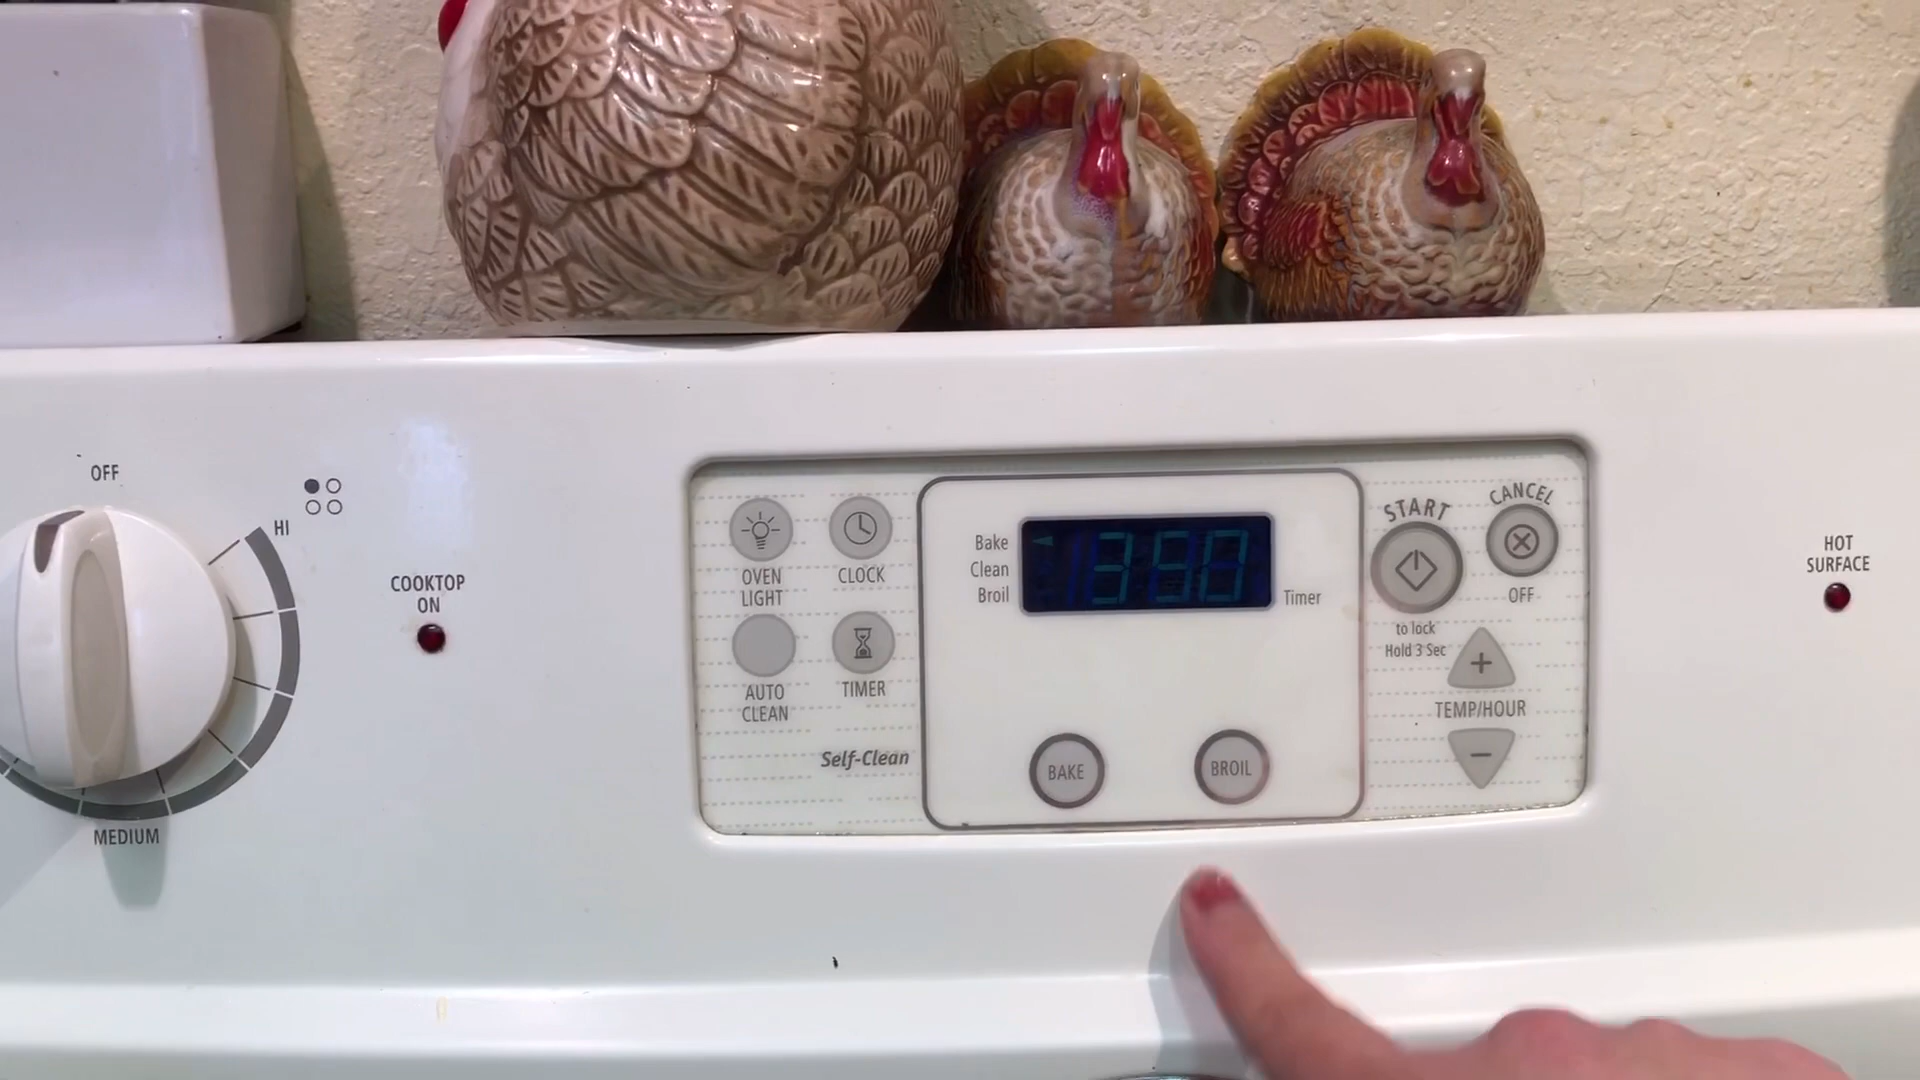 OFF
HI
COOKTOP
ON
MEDIUM
OVEN
LIGHT
CLOCK
AUTO
CLEAN
TIMER
Self-Clean
Bake
Clean
Broil
Timer
BAKE
BROIL
START
CANCEL
to lock
Hold 3 Sec
OFF
TEMP/HOUR
HOT
SURFACE